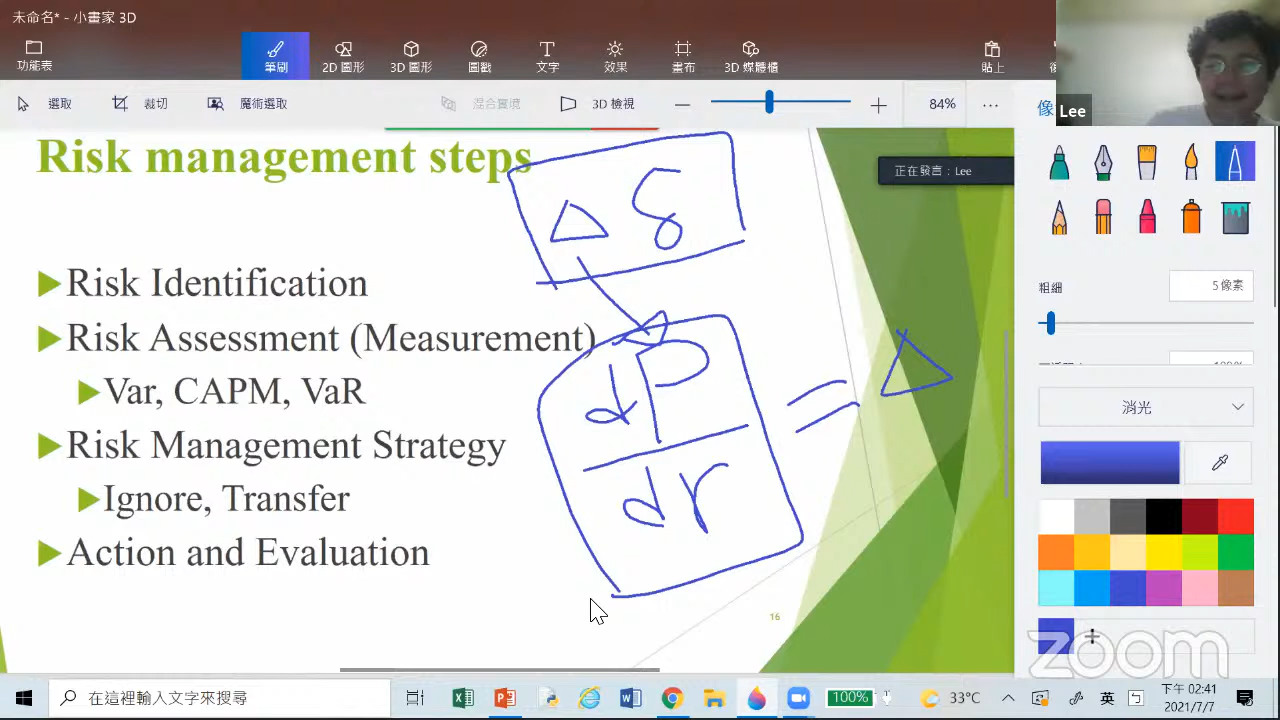 未命名* - 小畫家 3D
功能表
筆刷
2D 圖形
3D 圖形
圖戳
文字
效果
畫布
3D 媒體櫃
貼上
選取
裁切
魔術選取
混合實境
3D 檢視
84%
Lee
正在發言：Lee
Risk management steps
Δ δ
Risk Identification
Risk Assessment (Measurement)
Var, CAPM, VaR
Risk Management Strategy
Ignore, Transfer
Action and Evaluation
dP
dr
= Δ
16
粗細
5像素
消光
zoom
在這裡輸入文字來搜尋
100%
33°C
英
下午 02:41
2021/7/7